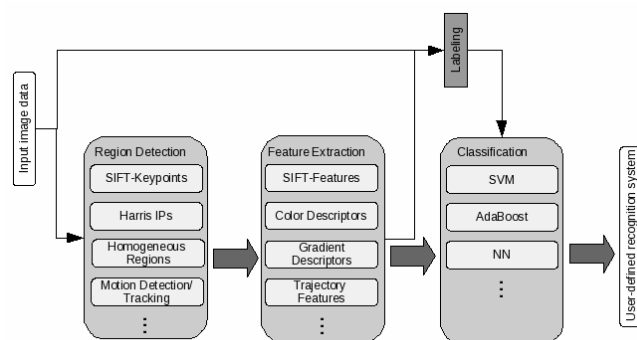 Labeling
Input image data
Region Detection
SIFT-Keypoints
Harris IPs
Homogeneous
Regions
Motion Detection/
Tracking
Feature Extraction
SIFT-Features
Color Descriptors
Gradient
Descriptors
Trajectory
Features
Classification
SVM
AdaBoost
NN
User-defined recognition system